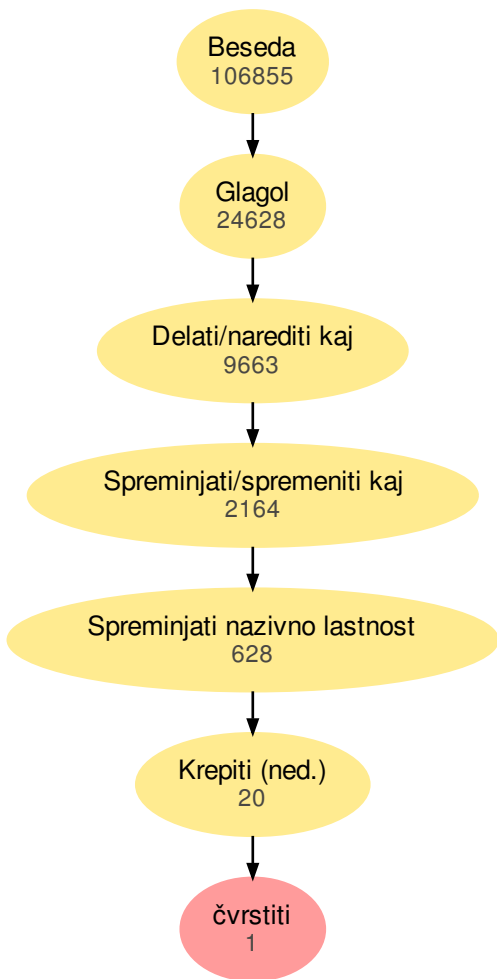 Beseda
106855
Glagol
24628
Delati/narediti kaj
9663
Spreminjati/spremeniti kaj
2164
Spreminjati nazivno lastnost
628
Krepiti (ned.)
20
čvrstiti
1